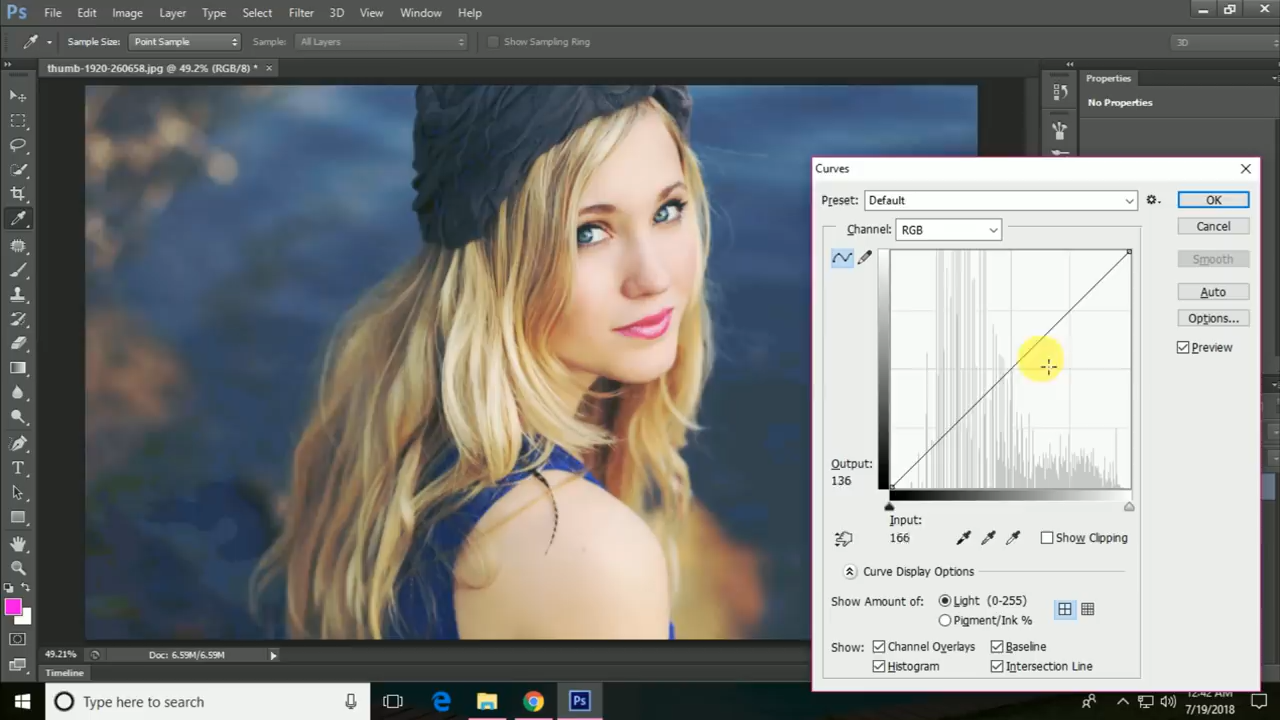 Ps File Edit Image Layer Type Select Filter 3D View Window Help
Sample Size: Point Sample Sample: All Layers Show Sampling Ring 3D
thumb-1920-260658.jpg @ 49.2% (RGB/8) * ×
Properties
No Properties
Curves
Preset: Default OK
Channel: RGB Cancel
Smooth
Auto
Options...
Preview
Output:
136
Input:
166
Show Clipping
Curve Display Options
Show Amount of: Light (0-255)
Pigment/Ink %
Show: Channel Overlays Baseline
Histogram Intersection Line
49.21% Doc: 6.59M/6.59M
Timeline
Type here to search
Ps
12:42 AM
7/19/2018